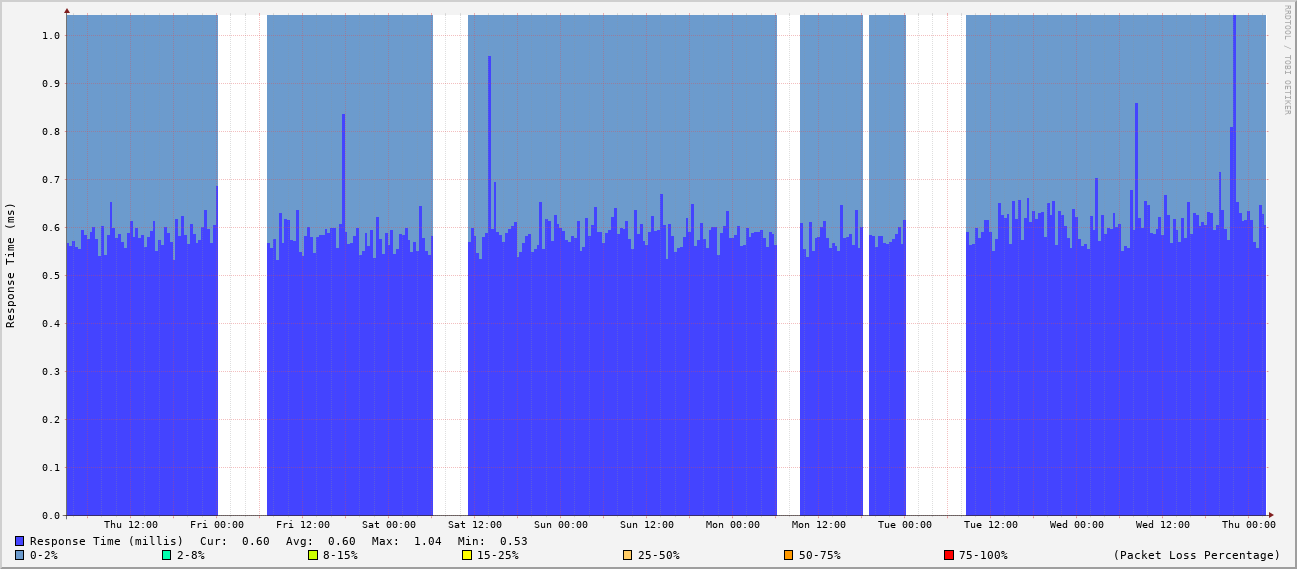 RRDTOOL / TOBI OETIKER
Response Time (ms)
1.0
0.9
0.8
0.7
0.6
0.5
0.4
0.3
0.2
0.1
0.0
Thu 12:00 Fri 00:00 Fri 12:00 Sat 00:00 Sat 12:00 Sun 00:00 Sun 12:00 Mon 00:00 Mon 12:00 Tue 00:00 Tue 12:00 Wed 00:00 Wed 12:00 Thu 00:00
Response Time (millis) Cur: 0.60 Avg: 0.60 Max: 1.04 Min: 0.53
0-2% 2-8% 8-15% 15-25% 25-50% 50-75% 75-100% (Packet Loss Percentage)